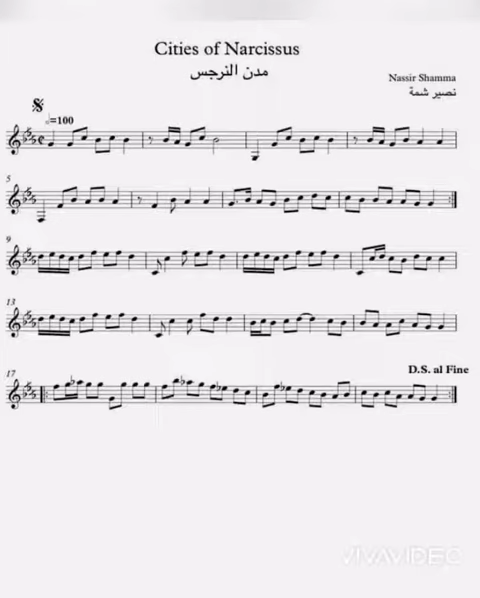 Cities of Narcissus
مدن النرجس
Nassir Shamma
نصير شمة
=100
5
9
13
17
D.S. al Fine
VIVAVIDEO